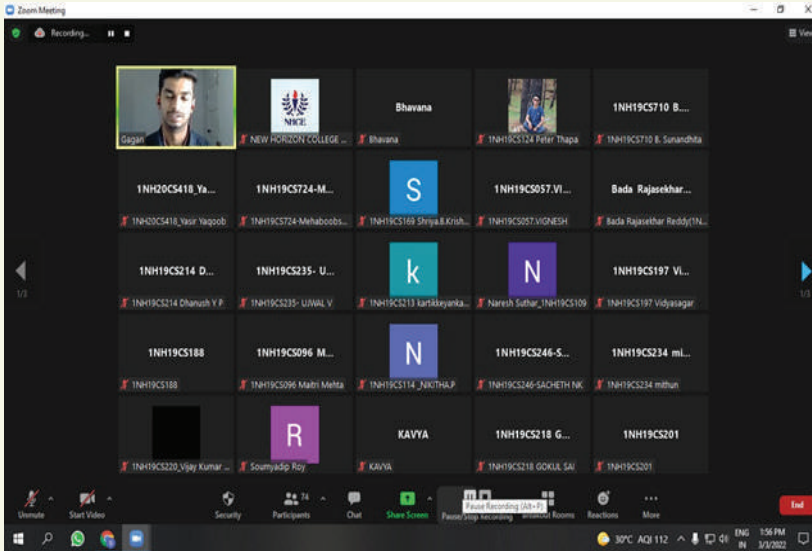 Zoom Meeting
Recording...
View
Gagan
NHCE
NEW HORIZON COLLEGE ...
Bhavana
Bhavana
1NH19CS124 Peter Thapa
1NH19CS710 B....
1NH19CS710 B. Sunandhita
1NH20CS418_Ya...
1NH20CS418_Yasir Yaqoob
1NH19CS724-M...
1NH19CS724-Mehaboobs...
S
1NH19CS169 Shriya.B.Krish...
1NH19CS057.VI...
1NH19CS057.VIGNESH
Bada Rajasekhar...
Bada Rajasekhar Reddy(1N...
1/3
1NH19CS214 D...
1NH19CS214 Dhanush Y P
1NH19CS235- U...
1NH19CS235- UJWAL V
k
1NH19CS213 kartikkeyanka...
N
Naresh Suthar_1NH19CS109
1NH19CS197 Vi...
1NH19CS197 Vidyasagar
1/3
1NH19CS188
1NH19CS188
1NH19CS096 M...
1NH19CS096 Maitri Mehta
N
1NH19CS114 _NIKITHA.P
1NH19CS246-S...
1NH19CS246-SACHETH NK
1NH19CS234 mi...
1NH19CS234 mithun
1NH19CS220_Vijay Kumar ...
R
Soumyadip Roy
KAVYA
KAVYA
1NH19CS218 G...
1NH19CS218 GOKUL SAI
1NH19CS201
1NH19CS201
Unmute
Start Video
Security
74
Participants
Chat
Share Screen
Pause/Stop Recording
Pause Recording (Alt+P)
Breakout Rooms
Reactions
More
End
30°C AQI 112
ENG
IN
1:56 PM
3/3/2022